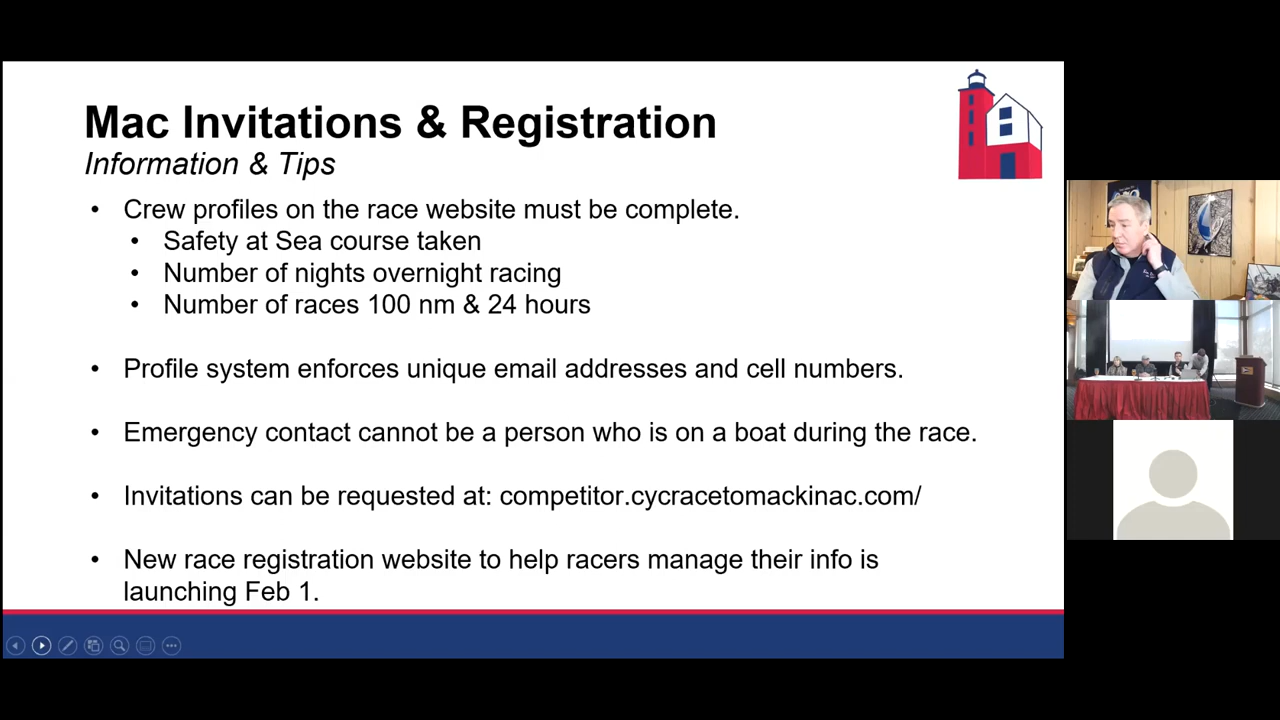 Mac Invitations & Registration
Information & Tips
• Crew profiles on the race website must be complete.
• Safety at Sea course taken
• Number of nights overnight racing
• Number of races 100 nm & 24 hours
• Profile system enforces unique email addresses and cell numbers.
• Emergency contact cannot be a person who is on a boat during the race.
• Invitations can be requested at: competitor.cycracetomackinac.com/
• New race registration website to help racers manage their info is
launching Feb 1.